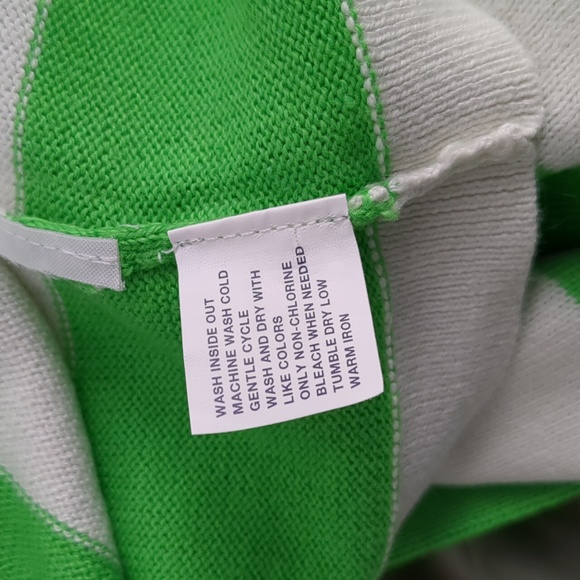 WASH INSIDE OUT
MACHINE WASH COLD
GENTLE CYCLE
WASH AND DRY WITH
LIKE COLORS
ONLY NON-CHLORINE
BLEACH WHEN NEEDED
TUMBLE DRY LOW
WARM IRON